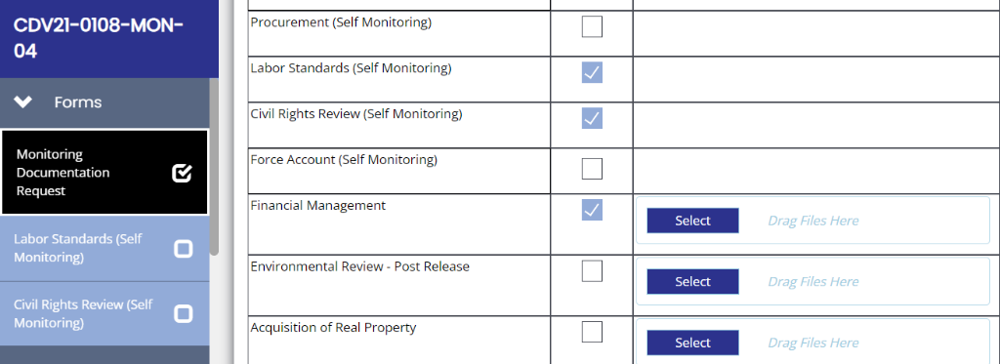 CDV21-0108-MON-
04
Forms
Monitoring
Documentation
Request
Labor Standards (Self
Monitoring)
Civil Rights Review (Self
Monitoring)
Procurement (Self Monitoring)
Labor Standards (Self Monitoring)
Civil Rights Review (Self Monitoring)
Force Account (Self Monitoring)
Financial Management
Select Drag Files Here
Environmental Review - Post Release
Select Drag Files Here
Acquisition of Real Property
Select Drag Files Here